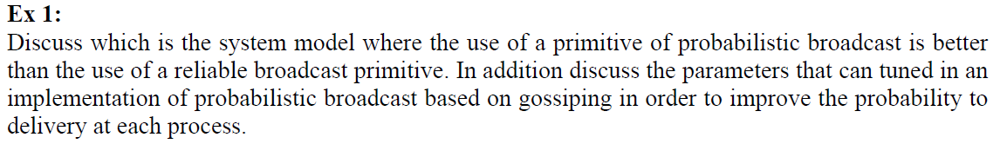 Ex 1:
Discuss which is the system model where the use of a primitive of probabilistic broadcast is better
than the use of a reliable broadcast primitive. In addition discuss the parameters that can tuned in an
implementation of probabilistic broadcast based on gossiping in order to improve the probability to
delivery at each process.